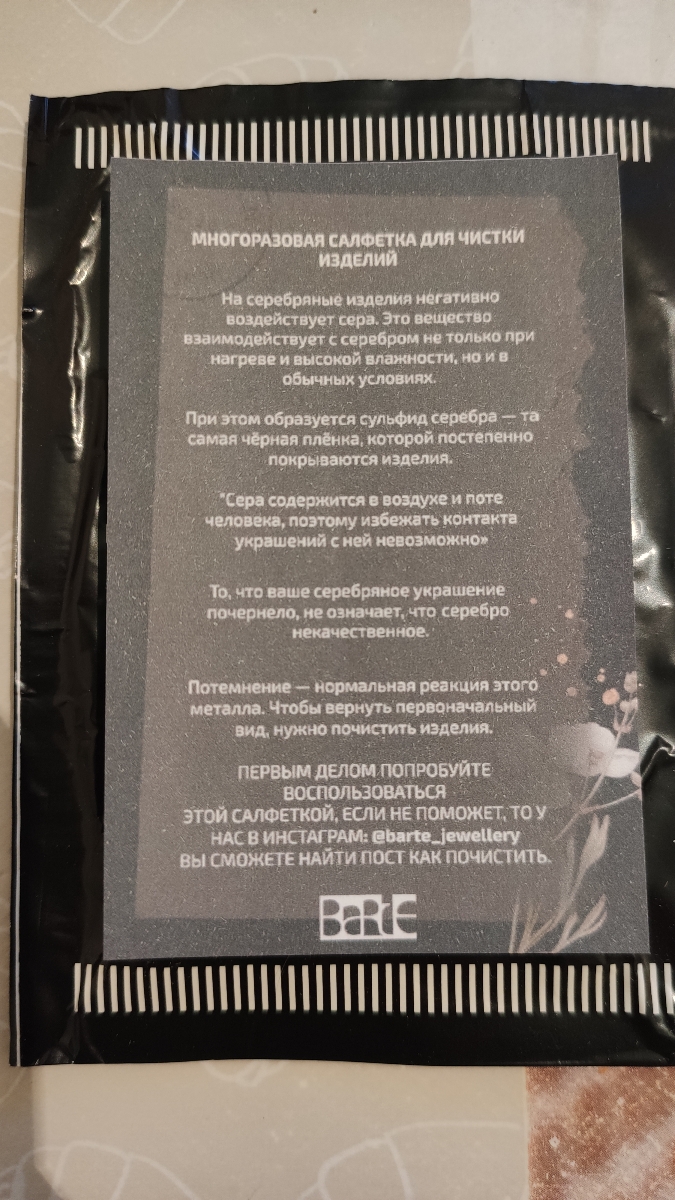 МНОГОРАЗОВАЯ САЛФЕТКА ДЛЯ ЧИСТКИ
ИЗДЕЛИЙ
На серебряные изделия негативно
воздействует сера. Это вещество
взаимодействует с серебром не только при
нагреве и высокой влажности, но и в
обычных условиях.
При этом образуется сульфид серебра — та
самая чёрная плёнка, которой постепенно
покрываются изделия.
"Сера содержится в воздухе и поте
человека, поэтому избежать контакта
украшений с ней невозможно»
То, что ваше серебряное украшение
почернело, не означает, что серебро
некачественное.
Потемнение — нормальная реакция этого
металла. Чтобы вернуть первоначальный
вид, нужно почистить изделия.
ПЕРВЫМ ДЕЛОМ ПОПРОБУЙТЕ
ВОСПОЛЬЗОВАТЬСЯ
ЭТОЙ САЛФЕТКОЙ, ЕСЛИ НЕ ПОМОЖЕТ, ТО У
НАС В ИНСТАГРАМ: @barte_jewellery
ВЫ СМОЖЕТЕ НАЙТИ ПОСТ КАК ПОЧИСТИТЬ.
BaRtE